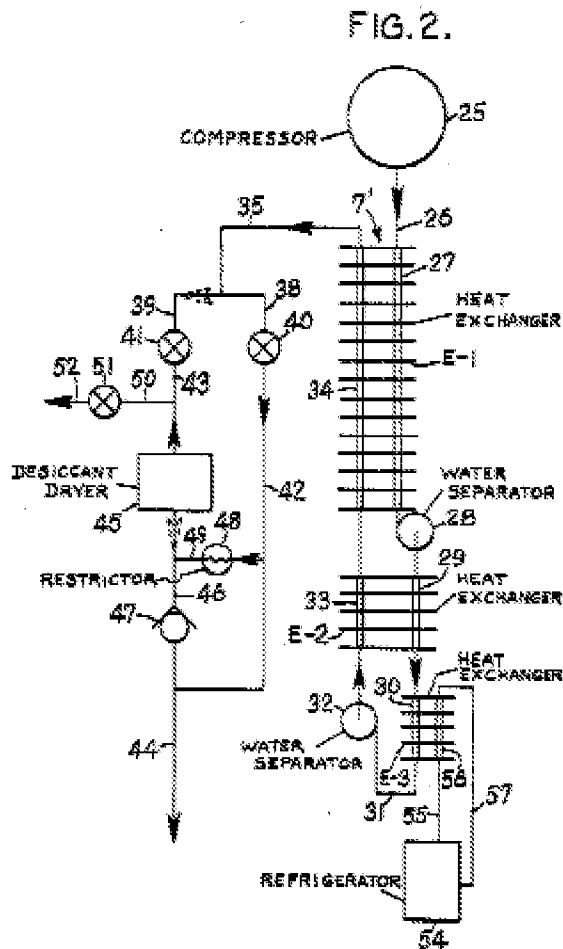 FIG. 2.
25
COMPRESSOR
35
7'
26
27
39
38
HEAT
EXCHANGER
41
40
52
51
50
43
E-1
34
DESICCANT
DRYER
45
42
WATER
SEPARATOR
28
49
48
29
RESTRICTOR
46
33
HEAT
EXCHANGER
47
E-2
HEAT
EXCHANGER
30
32
44
WATER
SEPARATOR
E-3
56
31
55
57
REFRIGERATOR
54